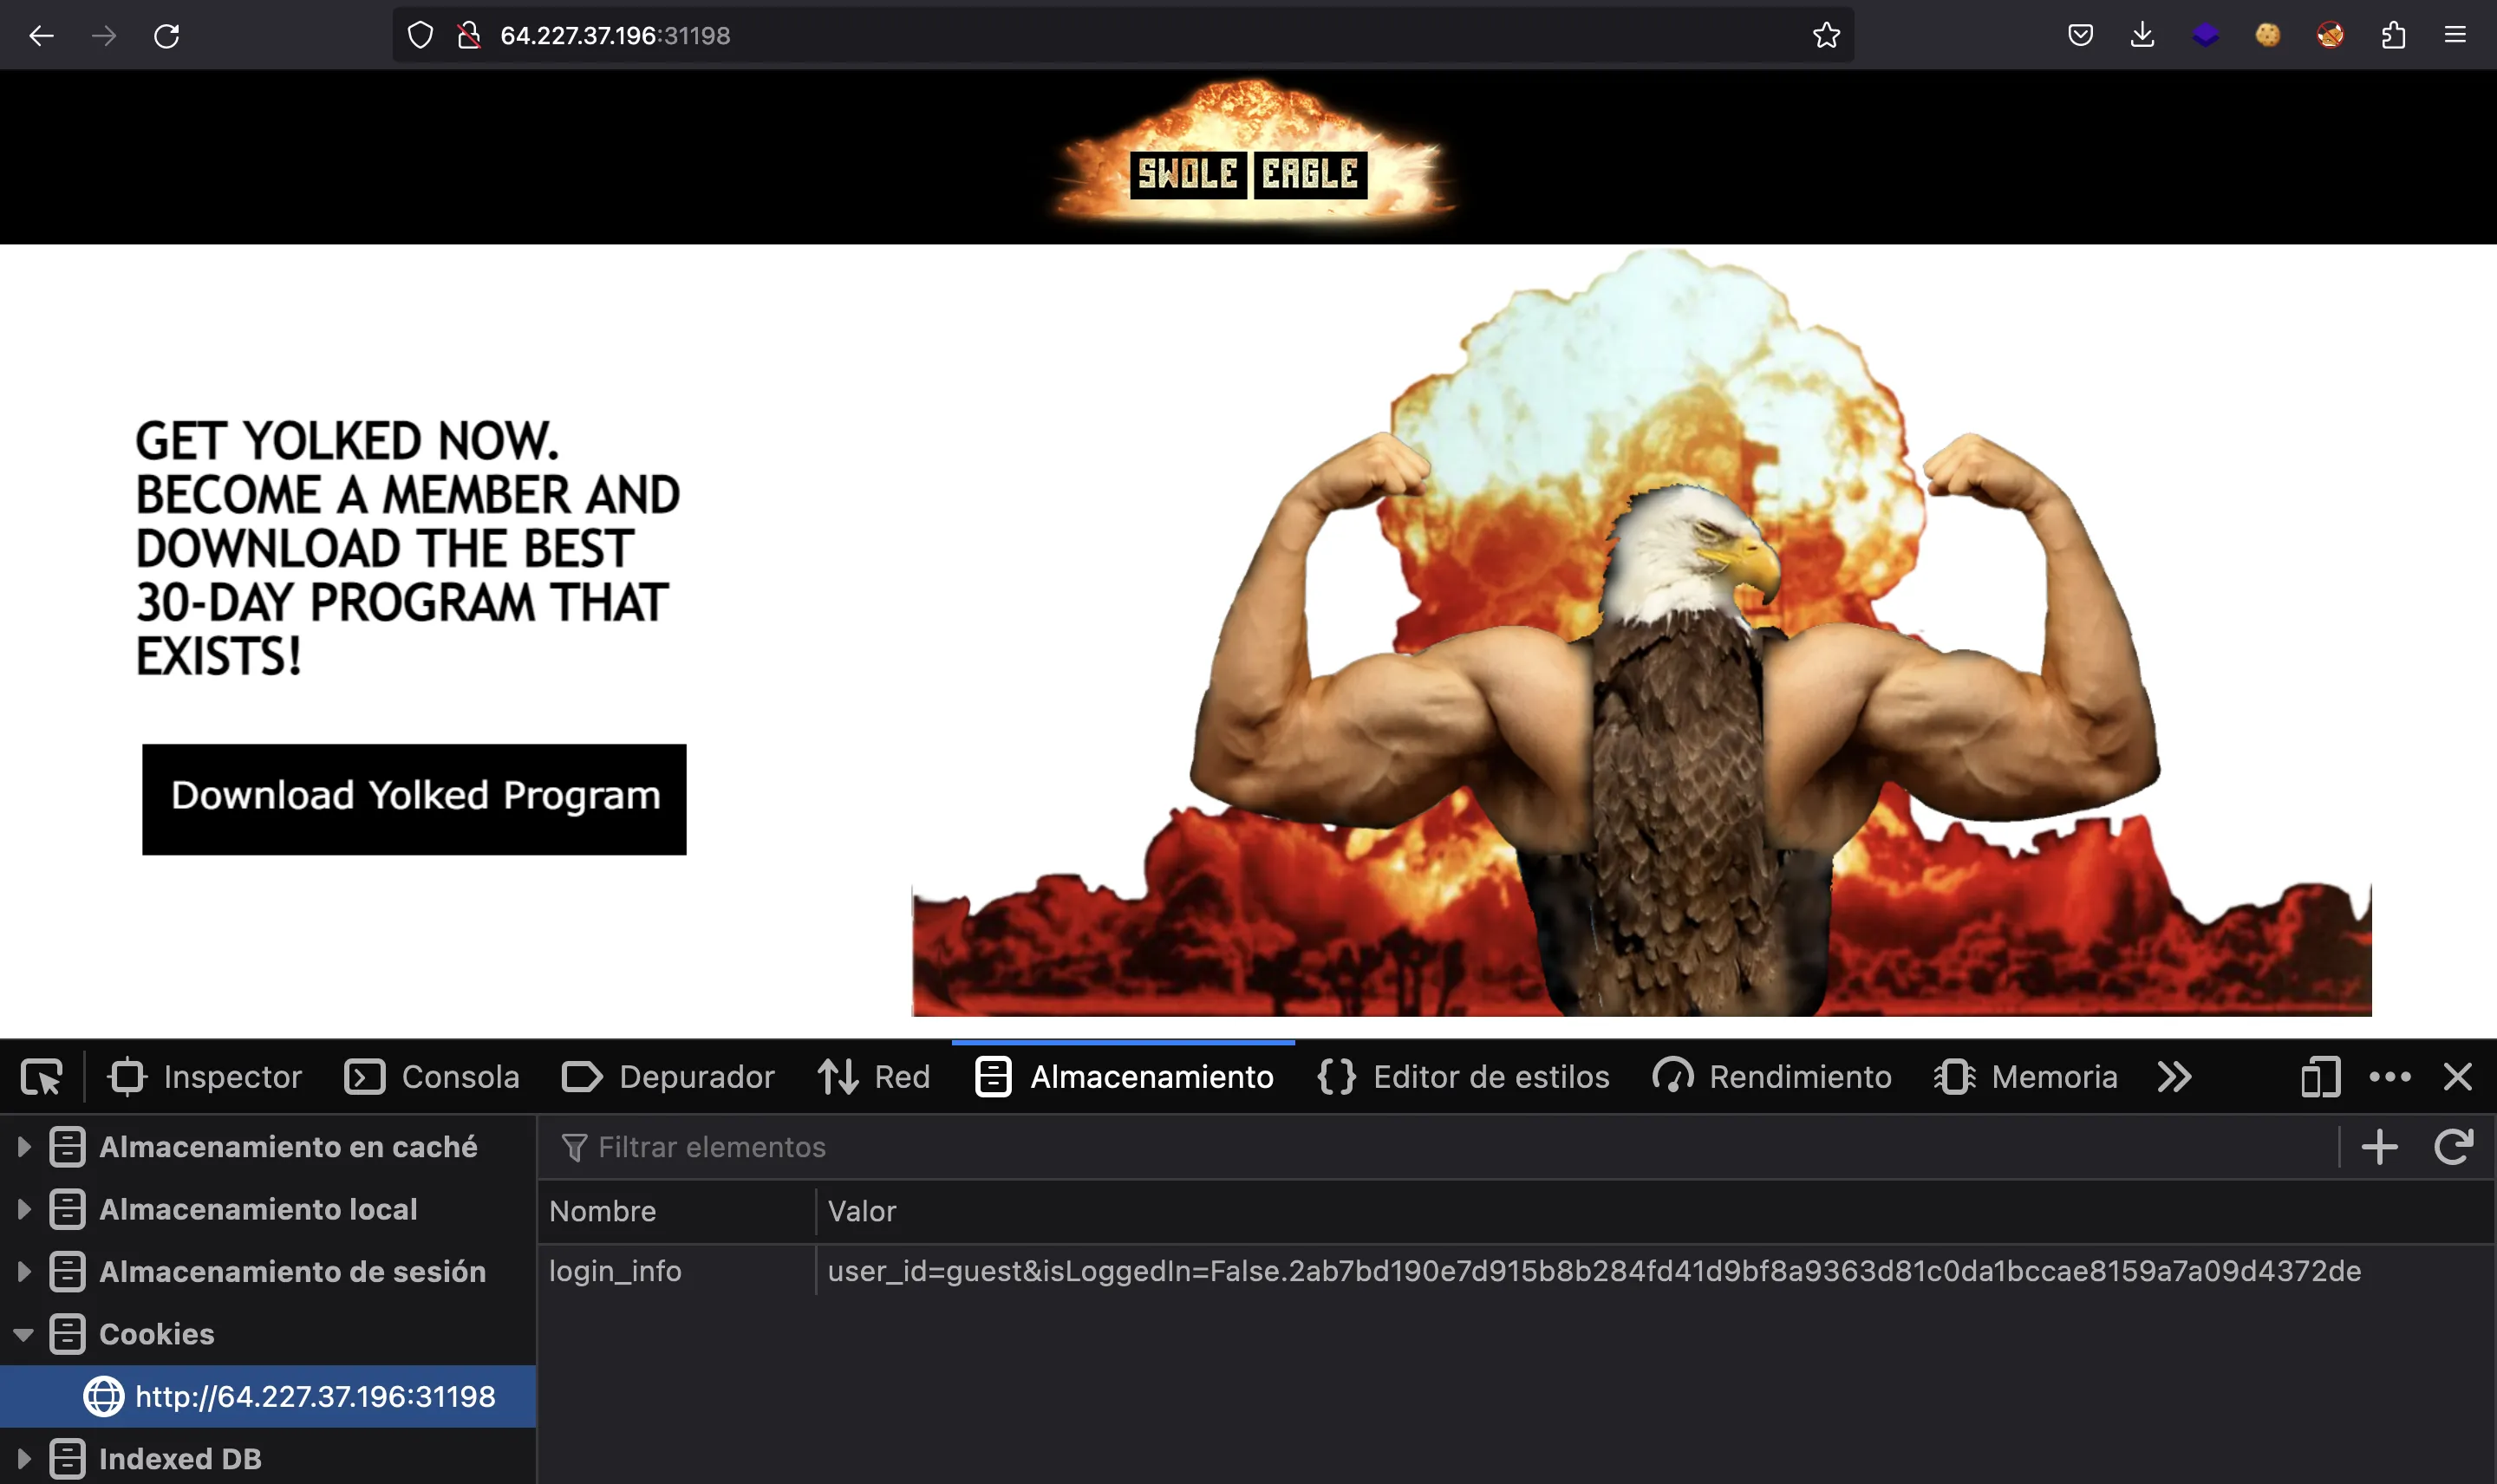 64.227.37.196:31198
SWOLE EAGLE
GET YOLKED NOW.
BECOME A MEMBER AND
DOWNLOAD THE BEST
30-DAY PROGRAM THAT
EXISTS!
Download Yolked Program
Inspector Consola Depurador Red Almacenamiento Editor de estilos Rendimiento Memoria
Almacenamiento en caché
Filtrar elementos
Almacenamiento local
Nombre Valor
Almacenamiento de sesión
login_info user_id=guest&isLoggedIn=False.2ab7bd190e7d915b8b284fd41d9bf8a9363d81c0da1bccae8159a7a09d4372de
Cookies
http://64.227.37.196:31198
Indexed DB